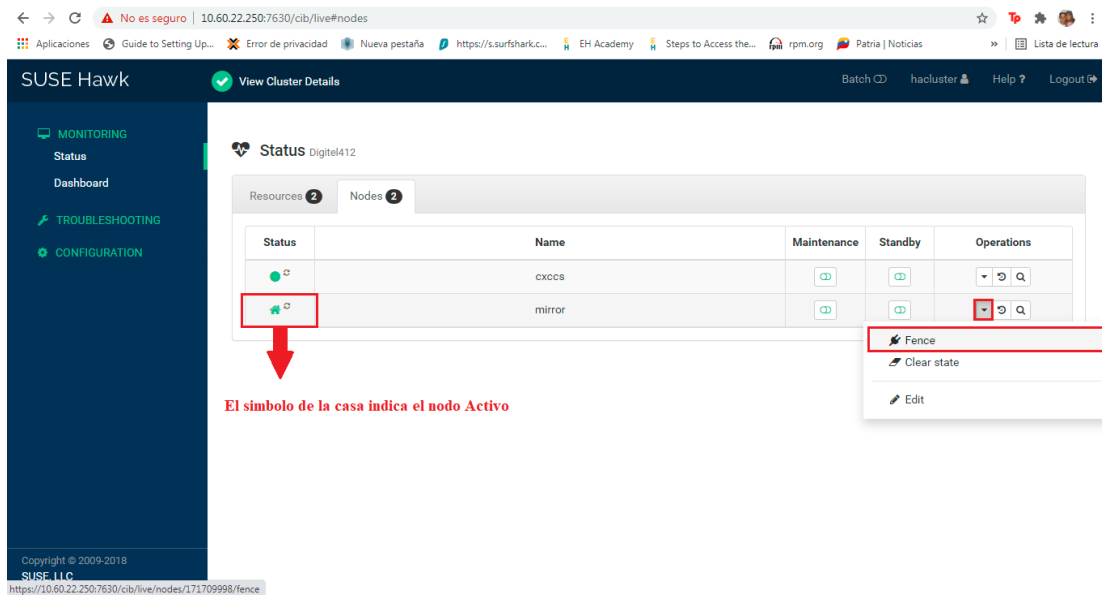 No es seguro | 10.60.22.250:7630/cib/live#nodes
Aplicaciones Guide to Setting Up... Error de privacidad Nueva pestaña https://s.surfshark.c... EH Academy Steps to Access the... rpm.org Patria | Noticias » Lista de lectura
SUSE Hawk View Cluster Details Batch hacluster Help ? Logout
MONITORING
Status
Dashboard
TROUBLESHOOTING
CONFIGURATION
Status Digitel412
Resources 2 Nodes 2
Status Name Maintenance Standby Operations
cxccs
mirror
Fence
Clear state
Edit
El simbolo de la casa indica el nodo Activo
Copyright © 2009-2018
SUSE, LLC
https://10.60.22.250:7630/cib/live/nodes/171709998/fence